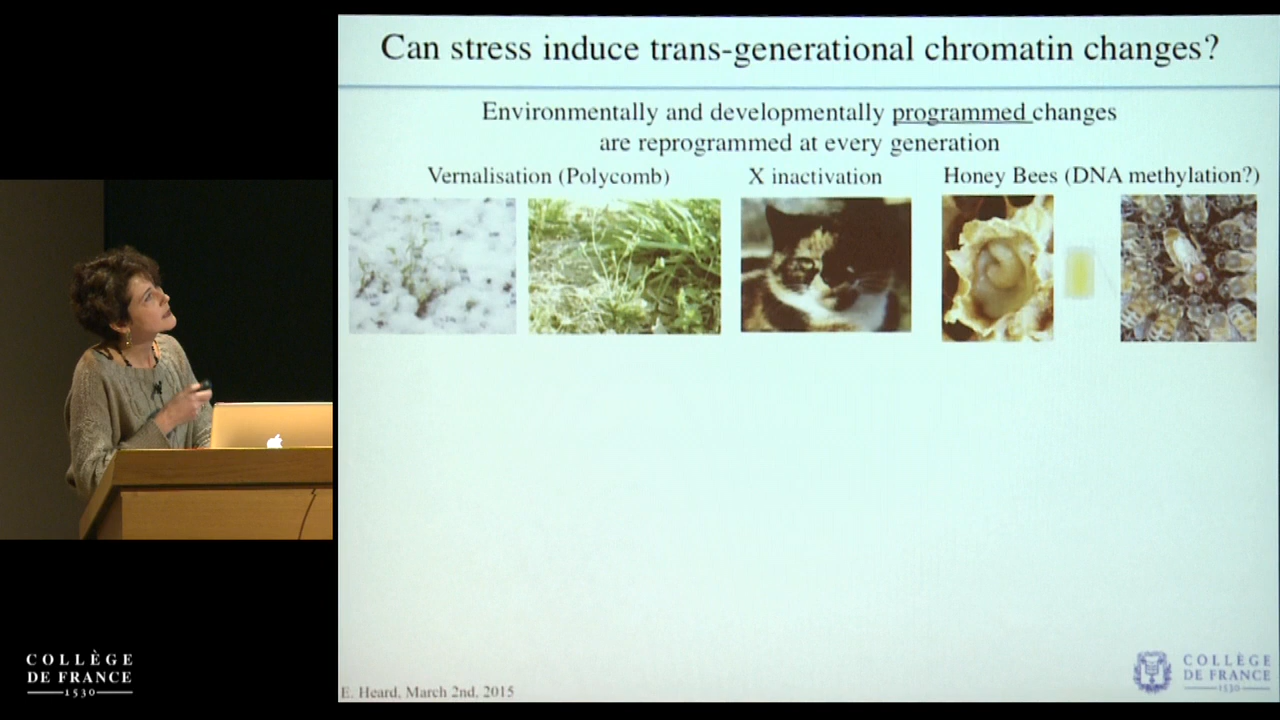 Can stress induce trans-generational chromatin changes?
Environmentally and developmentally programmed changes
are reprogrammed at every generation
Vernalisation (Polycomb)
X inactivation
Honey Bees (DNA methylation?)
E. Heard, March 2nd, 2015
COLLÈGE
DE FRANCE
1530
COLLÈGE
DE FRANCE
1530